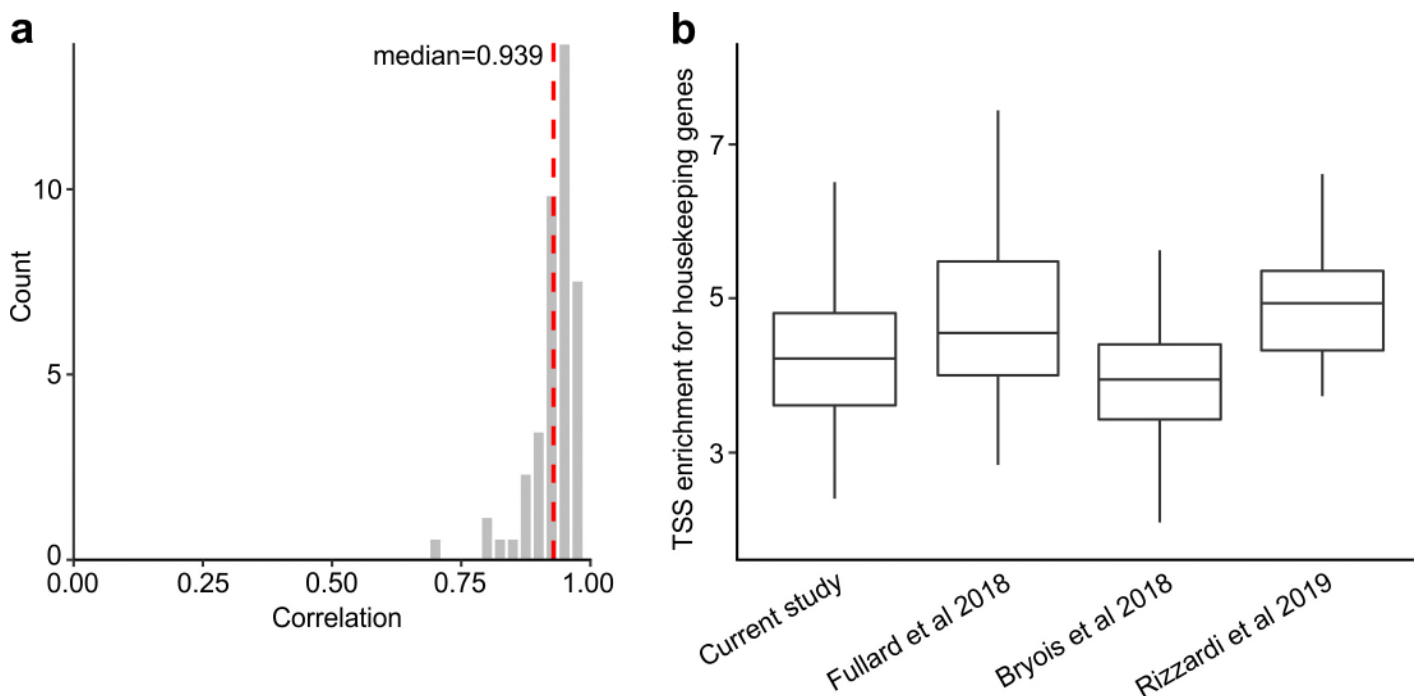 a
median=0.939
Count
10
5
0
0.00 0.25 0.50 0.75 1.00
Correlation
b
TSS enrichment for housekeeping genes
7
5
3
Current study
Fullard et al 2018
Bryois et al 2018
Rizzardi et al 2019